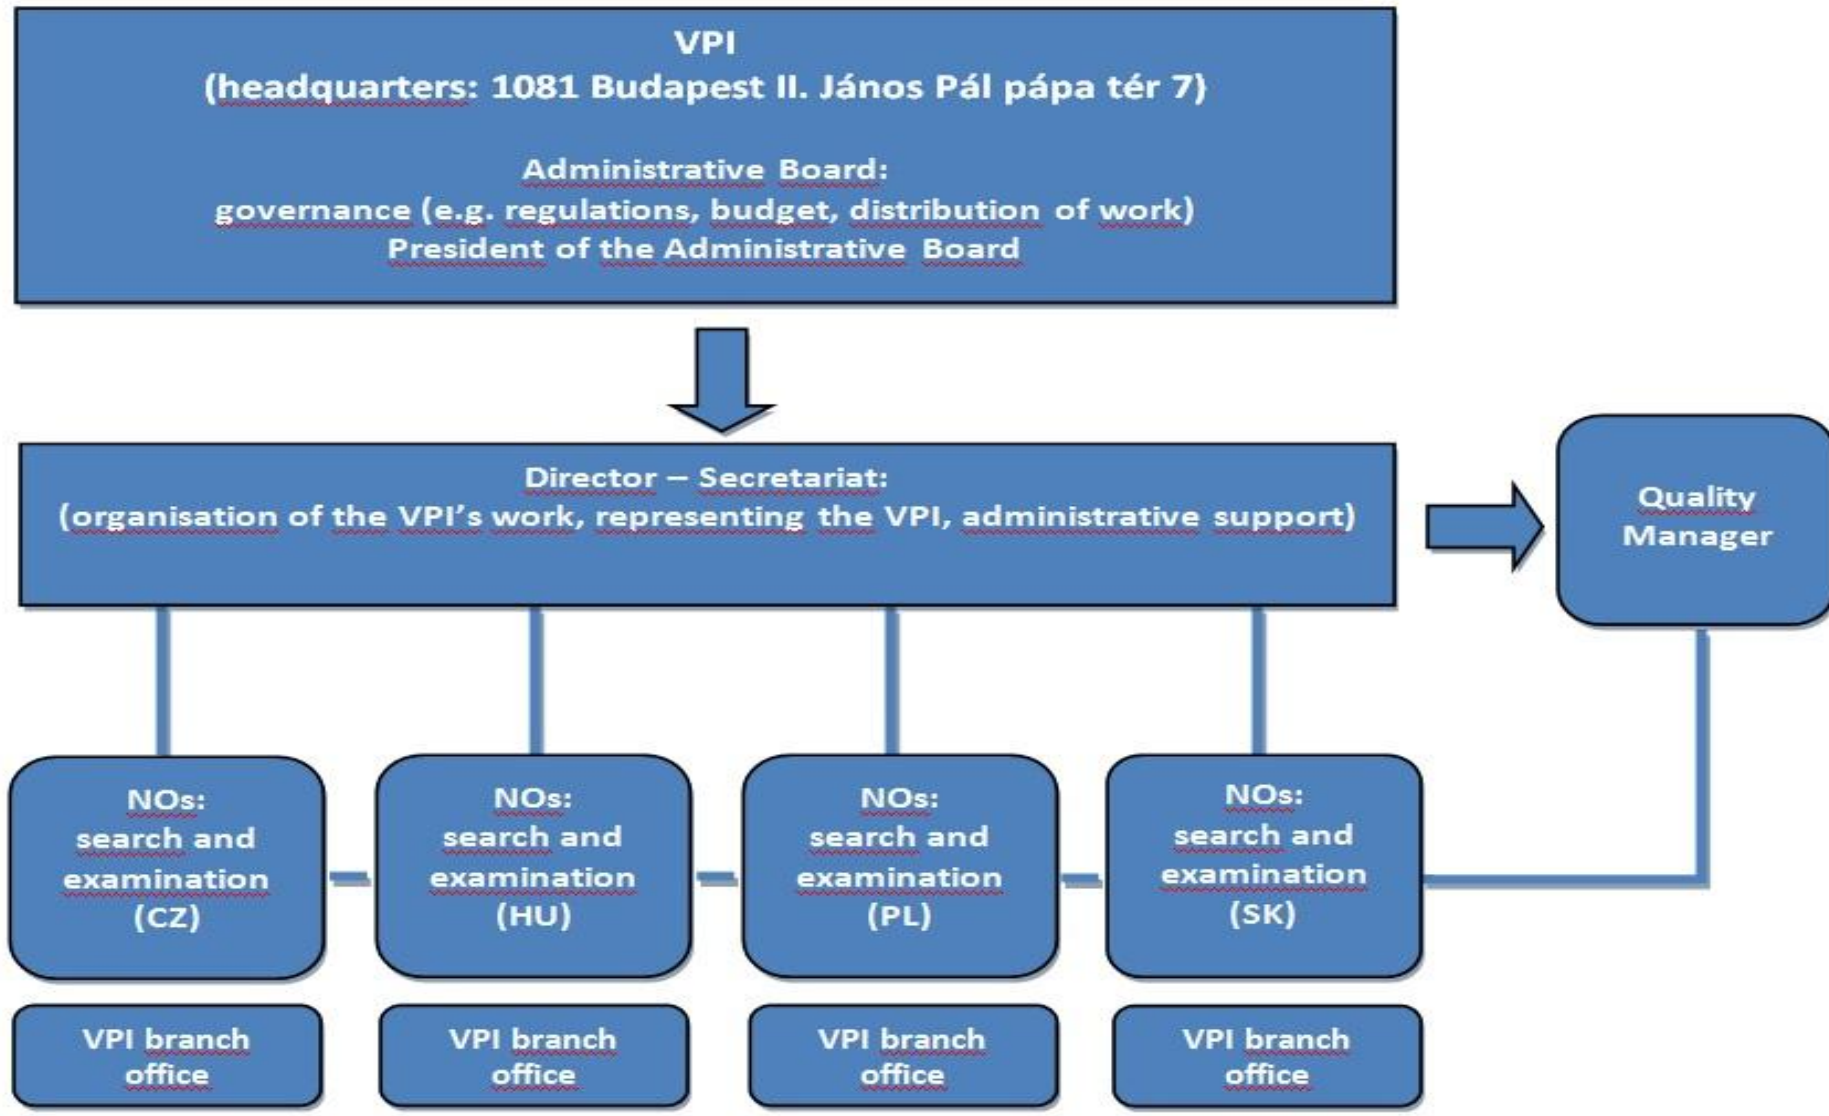 VPI
(headquarters: 1081 Budapest II. János Pál pápa tér 7)
Administrative Board:
governance (e.g. regulations, budget, distribution of work)
President of the Administrative Board
Director – Secretariat:
(organisation of the VPI’s work, representing the VPI, administrative support)
Quality
Manager
NOs:
search and
examination
(CZ)
NOs:
search and
examination
(HU)
NOs:
search and
examination
(PL)
NOs:
search and
examination
(SK)
VPI branch
office
VPI branch
office
VPI branch
office
VPI branch
office